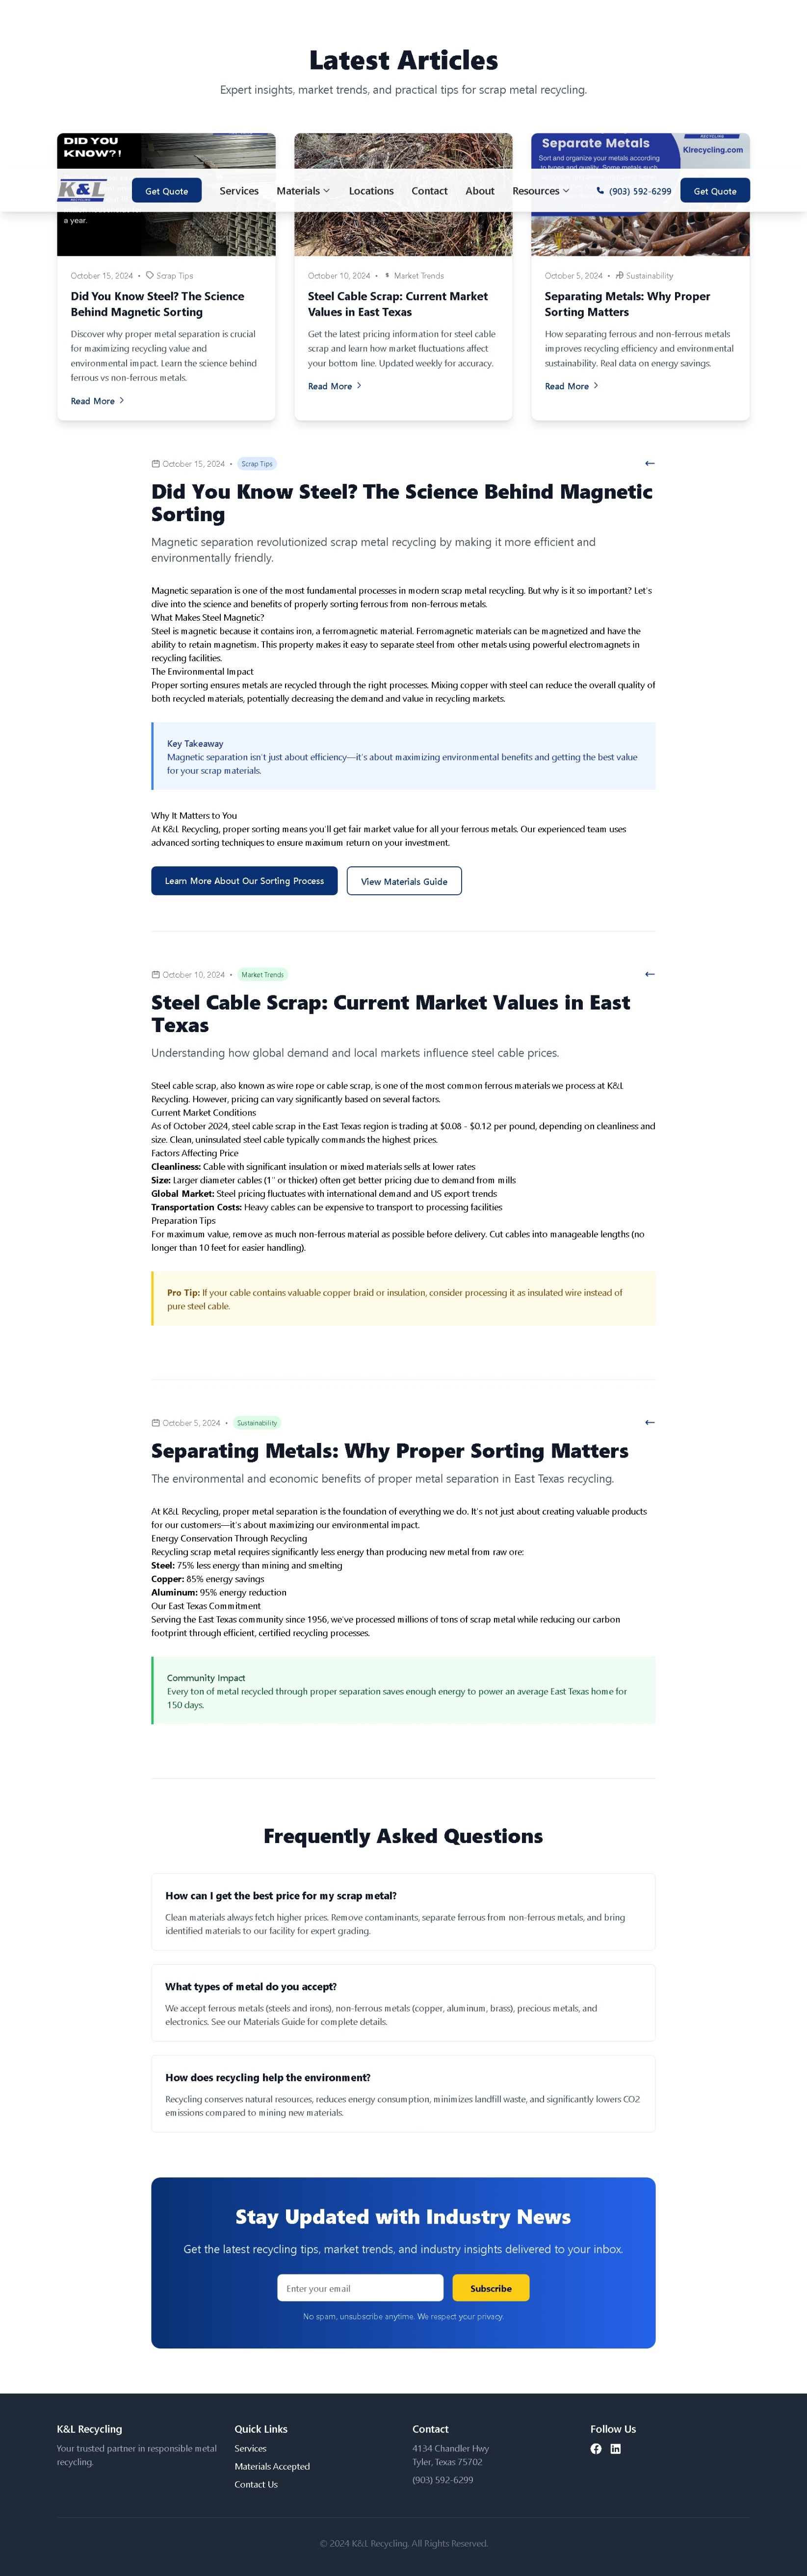 Latest Articles
Expert insights, market trends, and practical tips for scrap metal recycling.
DID YOU
KNOW?!
a year.
Separate Metals
Sort and organize your metals according
to types and quality. Some metals such
RECYCLING
Klrecycling.com
K&L
RECYCLING
Get Quote
Services
Materials
Locations
Contact
About
Resources
(903) 592-6299
Get Quote
October 15, 2024 • Scrap Tips
Did You Know Steel? The Science
Behind Magnetic Sorting
Discover why proper metal separation is crucial
for maximizing recycling value and
environmental impact. Learn the science behind
ferrous vs non-ferrous metals.
Read More
October 10, 2024 • Market Trends
Steel Cable Scrap: Current Market
Values in East Texas
Get the latest pricing information for steel cable
scrap and learn how market fluctuations affect
your bottom line. Updated weekly for accuracy.
Read More
October 5, 2024 • Sustainability
Separating Metals: Why Proper
Sorting Matters
How separating ferrous and non-ferrous metals
improves recycling efficiency and environmental
sustainability. Real data on energy savings.
Read More
October 15, 2024 • Scrap Tips
Did You Know Steel? The Science Behind Magnetic
Sorting
Magnetic separation revolutionized scrap metal recycling by making it more efficient and
environmentally friendly.
Magnetic separation is one of the most fundamental processes in modern scrap metal recycling. But why is it so important? Let's
dive into the science and benefits of properly sorting ferrous from non-ferrous metals.
What Makes Steel Magnetic?
Steel is magnetic because it contains iron, a ferromagnetic material. Ferromagnetic materials can be magnetized and have the
ability to retain magnetism. This property makes it easy to separate steel from other metals using powerful electromagnets in
recycling facilities.
The Environmental Impact
Proper sorting ensures metals are recycled through the right processes. Mixing copper with steel can reduce the overall quality of
both recycled materials, potentially decreasing the demand and value in recycling markets.
Key Takeaway
Magnetic separation isn't just about efficiency—it's about maximizing environmental benefits and getting the best value
for your scrap materials.
Why It Matters to You
At K&L Recycling, proper sorting means you'll get fair market value for all your ferrous metals. Our experienced team uses
advanced sorting techniques to ensure maximum return on your investment.
Learn More About Our Sorting Process
View Materials Guide
October 10, 2024 • Market Trends
Steel Cable Scrap: Current Market Values in East
Texas
Understanding how global demand and local markets influence steel cable prices.
Steel cable scrap, also known as wire rope or cable scrap, is one of the most common ferrous materials we process at K&L
Recycling. However, pricing can vary significantly based on several factors.
Current Market Conditions
As of October 2024, steel cable scrap in the East Texas region is trading at $0.08 - $0.12 per pound, depending on cleanliness and
size. Clean, uninsulated steel cable typically commands the highest prices.
Factors Affecting Price
Cleanliness: Cable with significant insulation or mixed materials sells at lower rates
Size: Larger diameter cables (1" or thicker) often get better pricing due to demand from mills
Global Market: Steel pricing fluctuates with international demand and US export trends
Transportation Costs: Heavy cables can be expensive to transport to processing facilities
Preparation Tips
For maximum value, remove as much non-ferrous material as possible before delivery. Cut cables into manageable lengths (no
longer than 10 feet for easier handling).
Pro Tip: If your cable contains valuable copper braid or insulation, consider processing it as insulated wire instead of
pure steel cable.
October 5, 2024 • Sustainability
Separating Metals: Why Proper Sorting Matters
The environmental and economic benefits of proper metal separation in East Texas recycling.
At K&L Recycling, proper metal separation is the foundation of everything we do. It's not just about creating valuable products
for our customers—it's about maximizing our environmental impact.
Energy Conservation Through Recycling
Recycling scrap metal requires significantly less energy than producing new metal from raw ore:
Steel: 75% less energy than mining and smelting
Copper: 85% energy savings
Aluminum: 95% energy reduction
Our East Texas Commitment
Serving the East Texas community since 1956, we've processed millions of tons of scrap metal while reducing our carbon
footprint through efficient, certified recycling processes.
Community Impact
Every ton of metal recycled through proper separation saves enough energy to power an average East Texas home for
150 days.
Frequently Asked Questions
How can I get the best price for my scrap metal?
Clean materials always fetch higher prices. Remove contaminants, separate ferrous from non-ferrous metals, and bring
identified materials to our facility for expert grading.
What types of metal do you accept?
We accept ferrous metals (steels and irons), non-ferrous metals (copper, aluminum, brass), precious metals, and
electronics. See our Materials Guide for complete details.
How does recycling help the environment?
Recycling conserves natural resources, reduces energy consumption, minimizes landfill waste, and significantly lowers CO2
emissions compared to mining new materials.
Stay Updated with Industry News
Get the latest recycling tips, market trends, and industry insights delivered to your inbox.
Enter your email
Subscribe
No spam, unsubscribe anytime. We respect your privacy.
K&L Recycling
Your trusted partner in responsible metal
recycling.
Quick Links
Services
Materials Accepted
Contact Us
Contact
4134 Chandler Hwy
Tyler, Texas 75702
(903) 592-6299
Follow Us
© 2024 K&L Recycling. All Rights Reserved.